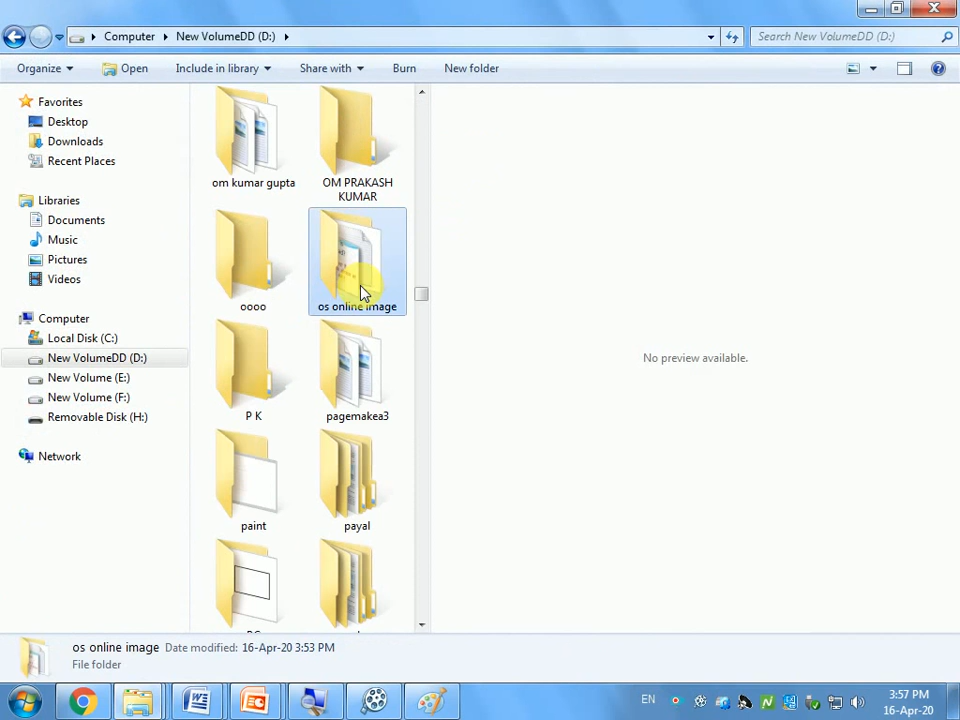 Computer New VolumeDD (D:)
Search New VolumeDD (D:)
Organize Open Include in library Share with Burn New folder
Favorites
Desktop
Downloads
Recent Places
Libraries
Documents
Music
Pictures
Videos
Computer
Local Disk (C:)
New VolumeDD (D:)
New Volume (E:)
New Volume (F:)
Removable Disk (H:)
Network
om kumar gupta
OM PRAKASH
KUMAR
oooo
os online image
P K
pagemakea3
paint
payal
No preview available.
os online image Date modified: 16-Apr-20 3:53 PM
File folder
EN
3:57 PM
16-Apr-20